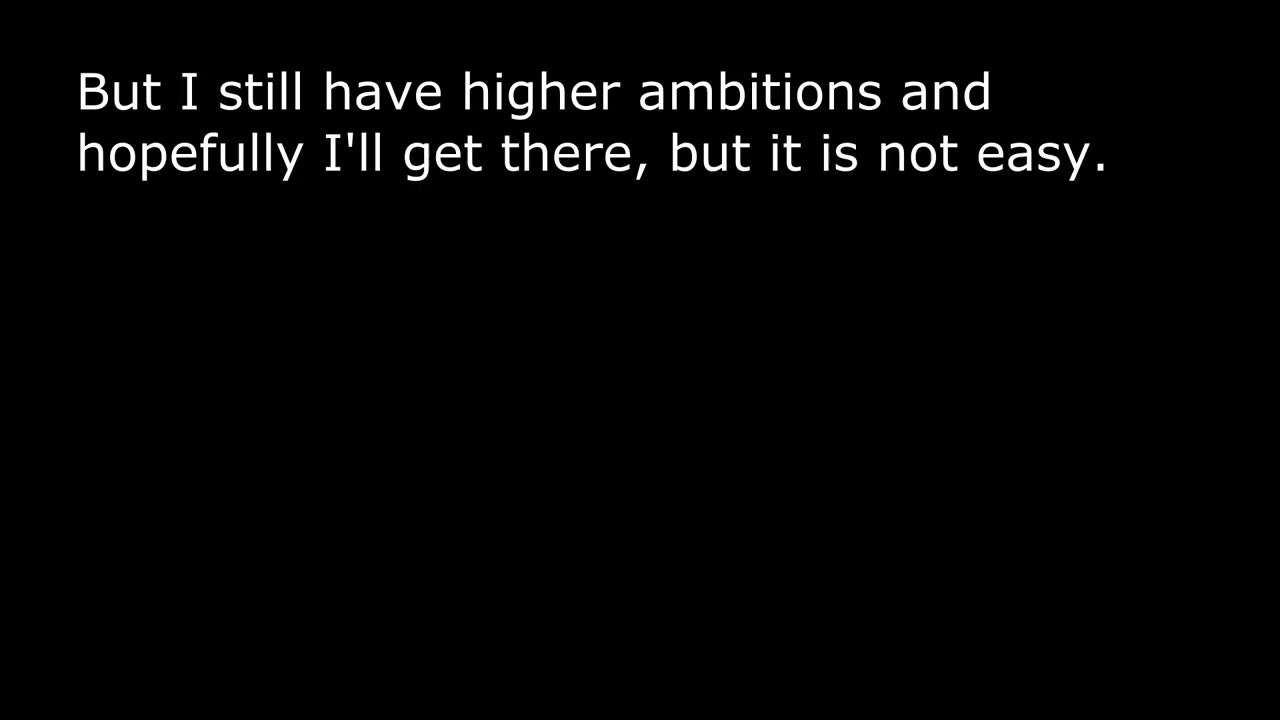 But I still have higher ambitions and
hopefully I'll get there, but it is not easy.